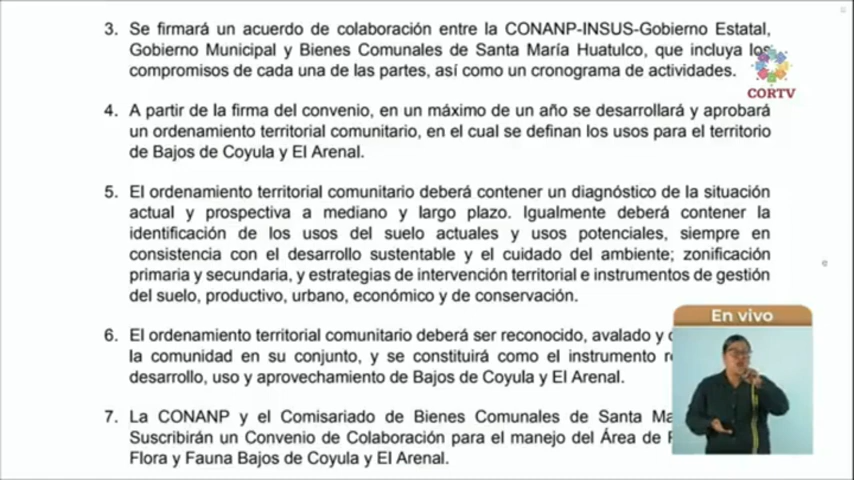 3. Se firmará un acuerdo de colaboración entre la CONANP-INSUS-Gobierno Estatal,
Gobierno Municipal y Bienes Comunales de Santa María Huatulco, que incluya los
compromisos de cada una de las partes, así como un cronograma de actividades.
CORTV
4. A partir de la firma del convenio, en un máximo de un año se desarrollará y aprobará
un ordenamiento territorial comunitario, en el cual se definan los usos para el territorio
de Bajos de Coyula y El Arenal.
5. El ordenamiento territorial comunitario deberá contener un diagnóstico de la situación
actual y prospectiva a mediano y largo plazo. Igualmente deberá contener la
identificación de los usos del suelo actuales y usos potenciales, siempre en
consistencia con el desarrollo sustentable y el cuidado del ambiente; zonificación
primaria y secundaria, y estrategias de intervención territorial e instrumentos de gestión
del suelo, productivo, urbano, económico y de conservación.
En vivo
6. El ordenamiento territorial comunitario deberá ser reconocido, avalado y
la comunidad en su conjunto, y se constituirá como el instrumento
desarrollo, uso y aprovechamiento de Bajos de Coyula y El Arenal.
7. La CONANP y el Comisariado de Bienes Comunales de Santa
Suscribirán un Convenio de Colaboración para el manejo del Área de
Flora y Fauna Bajos de Coyula y El Arenal.